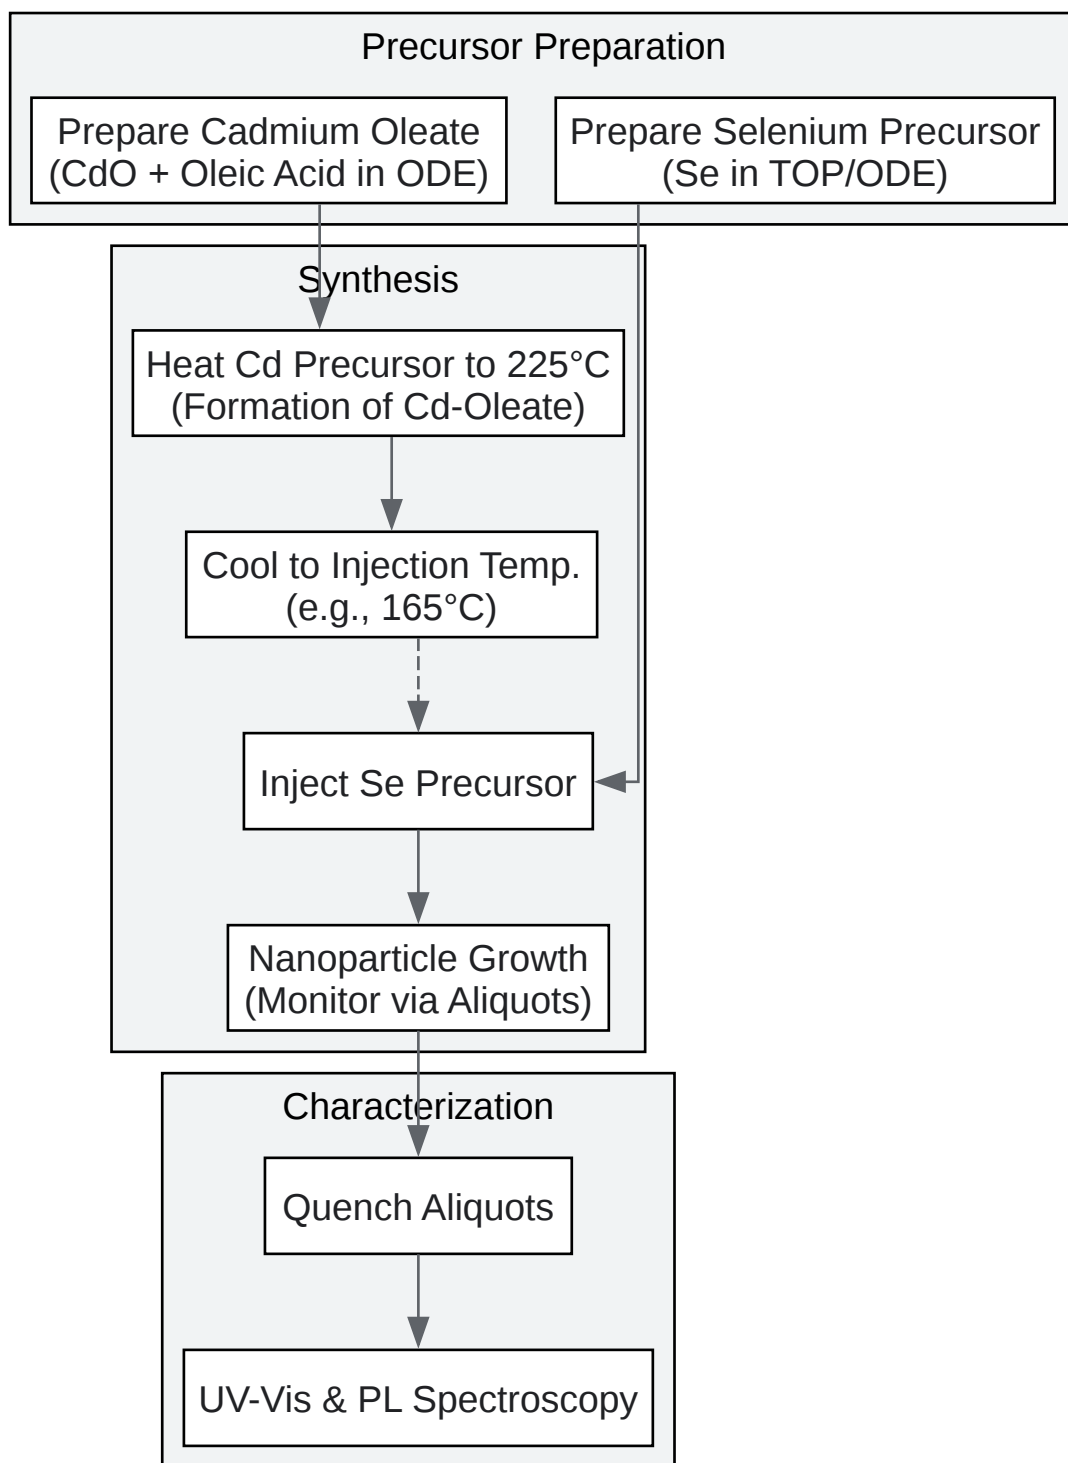 Precursor Preparation
Prepare Cadmium Oleate
(CdO + Oleic Acid in ODE)
Prepare Selenium Precursor
(Se in TOP/ODE)
Synthesis
Heat Cd Precursor to 225°C
(Formation of Cd-Oleate)
Cool to Injection Temp.
(e.g., 165°C)
Inject Se Precursor
Nanoparticle Growth
(Monitor via Aliquots)
Characterization
Quench Aliquots
UV-Vis & PL Spectroscopy